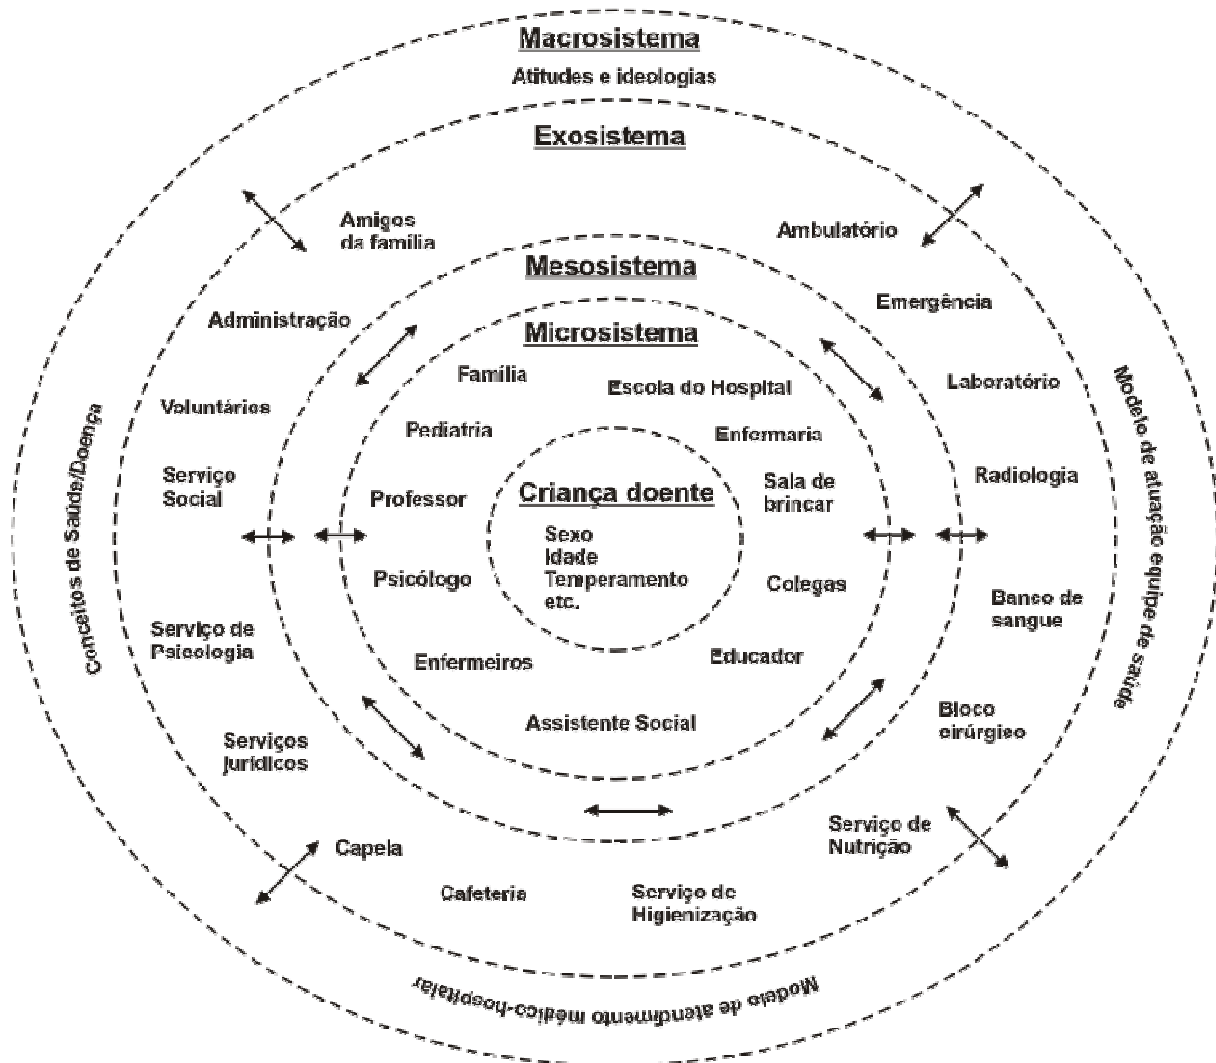 Macrosistema
Atitudes e ideologias
Exosistema
Amigos
da família
Ambulatório
Mesosistema
Emergência
Administração
Microsistema
Família
Escola do Hospital
Laboratório
Voluntários
Pediatria
Enfermaria
Serviço
Social
Professor
Criança doente
Sala de
brincar
Radiologia
Sexo
Idade
Temperamento
etc.
Psicólogo
Colegas
Banco de
sangue
Serviço de
Psicologia
Enfermeiros
Educador
Assistente Social
Bloco
cirúrgico
Serviços
jurídicos
Capela
Serviço de
Nutrição
Cafeteria
Serviço de
Higienização
Conceitos de Saúde/Doença
Modelo de atuação equipe de saúde
Modelo de atendimento médico-hospitalar